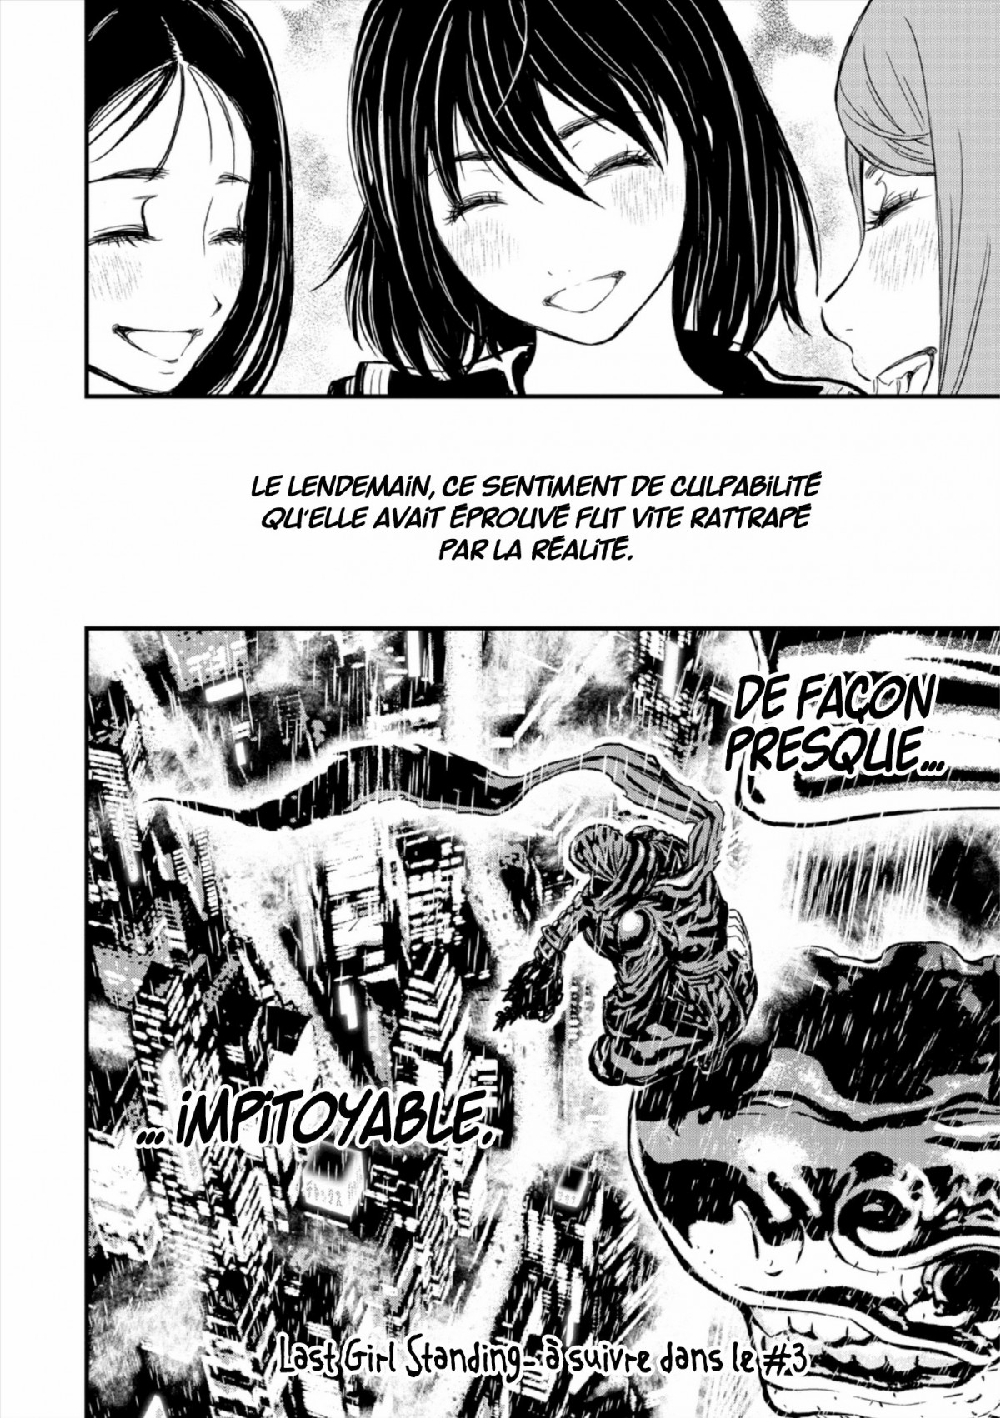 LE LENDEMAIN, CE SENTIMENT DE CULPABILITÉ
QU'ELLE AVAIT ÉPROUVÉ FUT VITE RATTRAPÉ
PAR LA RÉALITÉ.
DE FAÇON
PRESQUE...
... IMPITOYABLE.
Last Girl Standing_ à suivre dans le #3